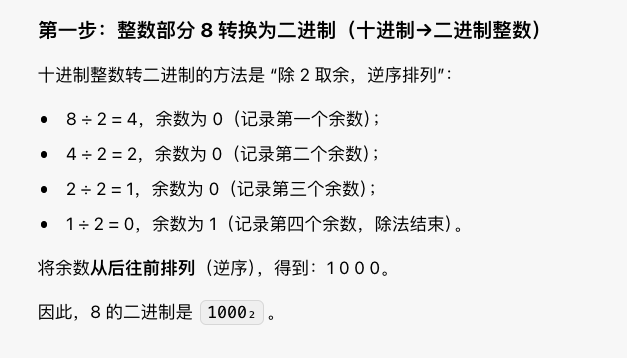 第一步：整数部分 8 转换为二进制（十进制→二进制整数）
十进制整数转二进制的方法是 “除 2 取余，逆序排列”：
• 8 ÷ 2 = 4，余数为 0（记录第一个余数）；
• 4 ÷ 2 = 2，余数为 0（记录第二个余数）；
• 2 ÷ 2 = 1，余数为 0（记录第三个余数）；
• 1 ÷ 2 = 0，余数为 1（记录第四个余数，除法结束）。
将余数从后往前排列（逆序），得到：1 0 0 0。
因此，8 的二进制是 1000₂ 。